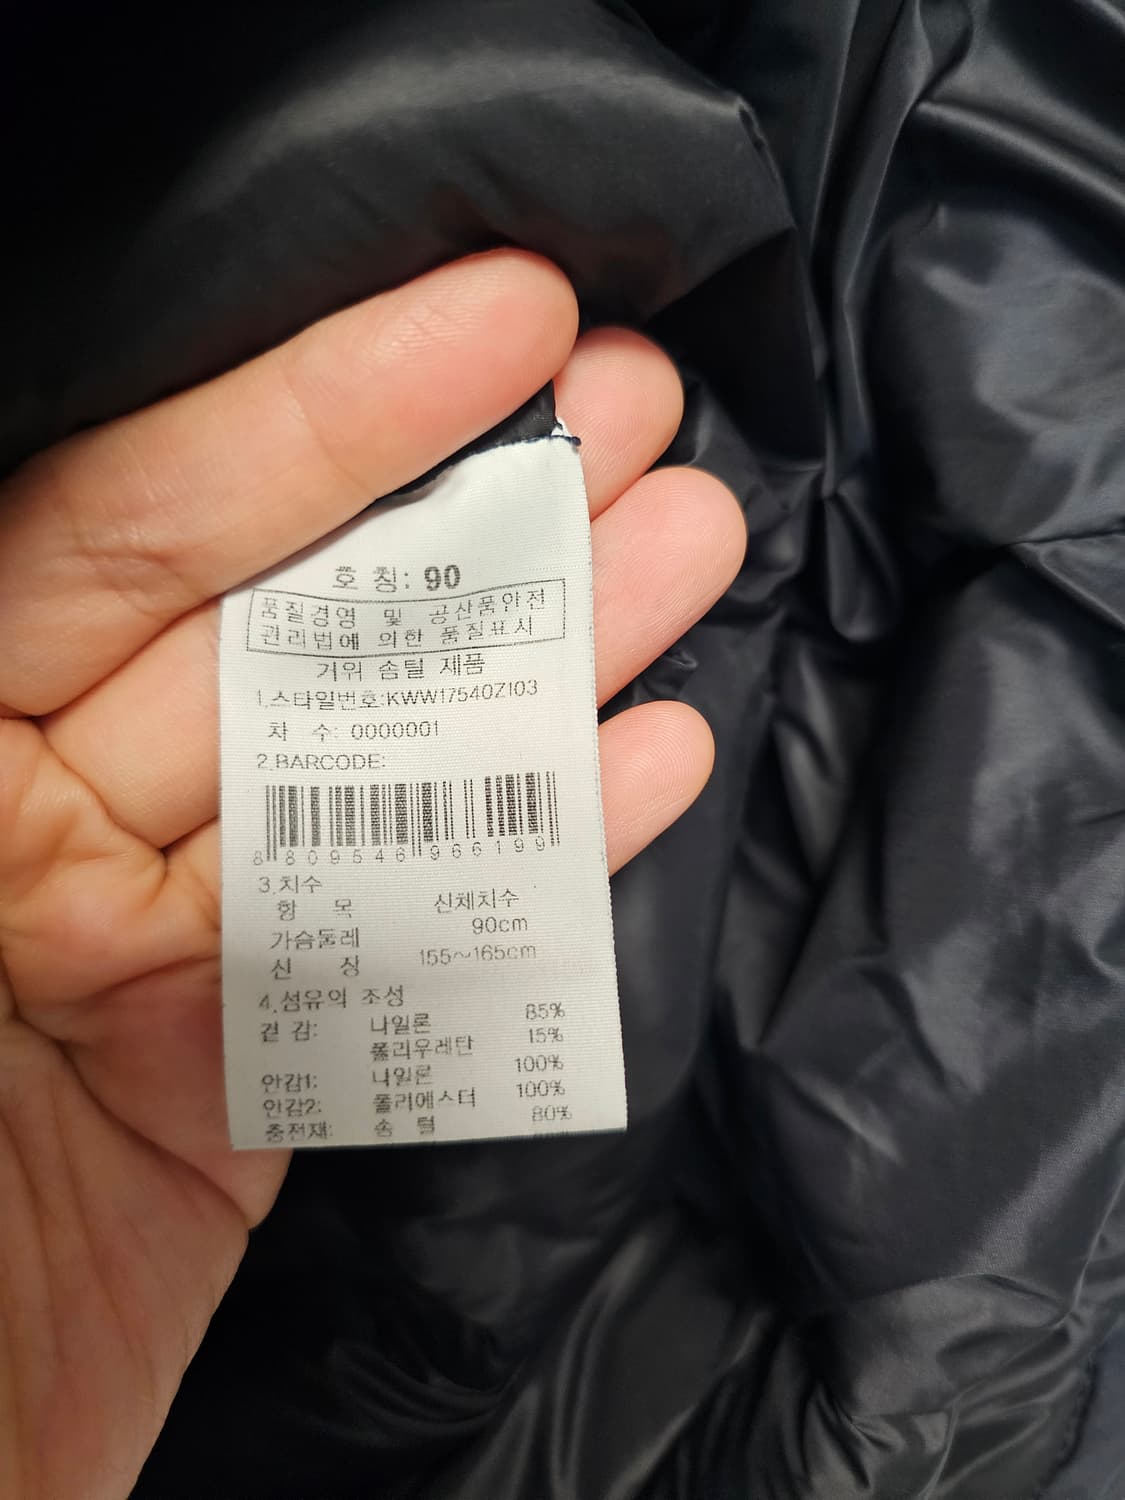 호 칭: 90
품질경영 및 공산품안전
관리법에 의한 품질표시
거위 솜털 제품
1.스타일번호:KWW17540Z103
차 수: 0000001
2.BARCODE:
8 809546 966199
3.치수
항 목 신체치수
가슴둘레 90cm
신 장 155~165cm
4.섬유의 조성
겉 감: 나일론 85%
폴리우레탄 15%
안감1: 나일론 100%
안감2: 폴리에스터 100%
충전재: 솜 털 80%